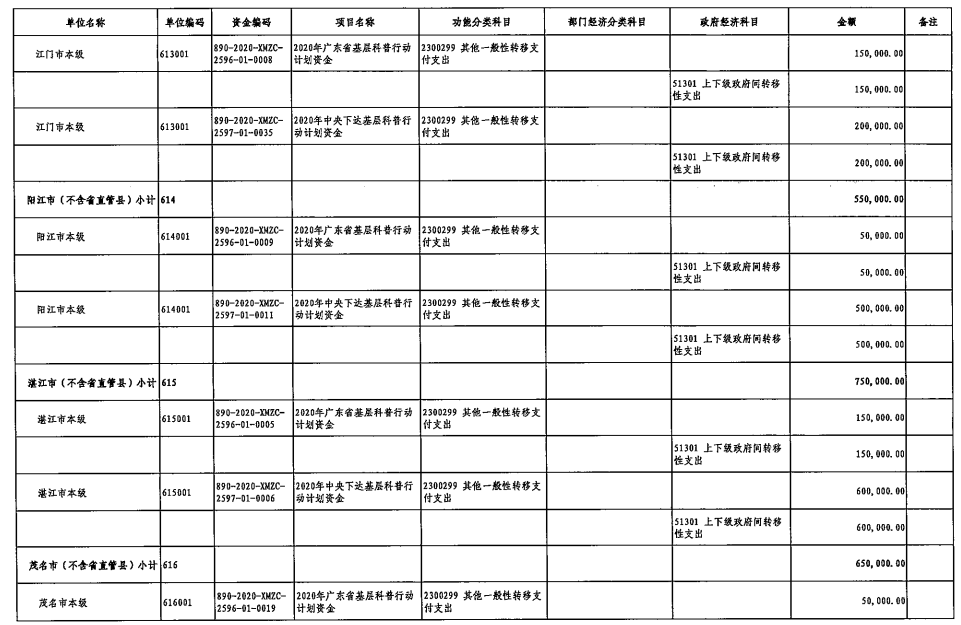 单位名称 单位编码 资金编码 项目名称 功能分类科目 部门经济分类科目 政府经济科目 金额 备注
江门市本级 613001 890-2020-XMZC-2596-01-0008 2020年广东省基层科普行动计划资金 2300299 其他一般性转移支付支出 150,000.00
51301 上下级政府间转移性支出 150,000.00
江门市本级 613001 890-2020-XMZC-2597-01-0035 2020年中央下达基层科普行动计划资金 2300299 其他一般性转移支付支出 200,000.00
51301 上下级政府间转移性支出 200,000.00
阳江市（不含省直管县）小计 614 550,000.00
阳江市本级 614001 890-2020-XMZC-2596-01-0009 2020年广东省基层科普行动计划资金 2300299 其他一般性转移支付支出 50,000.00
51301 上下级政府间转移性支出 50,000.00
阳江市本级 614001 890-2020-XMZC-2597-01-0011 2020年中央下达基层科普行动计划资金 2300299 其他一般性转移支付支出 500,000.00
51301 上下级政府间转移性支出 500,000.00
湛江市（不含省直管县）小计 615 750,000.00
湛江市本级 615001 890-2020-XMZC-2596-01-0005 2020年广东省基层科普行动计划资金 2300299 其他一般性转移支付支出 150,000.00
51301 上下级政府间转移性支出 150,000.00
湛江市本级 615001 890-2020-XMZC-2597-01-0006 2020年中央下达基层科普行动计划资金 2300299 其他一般性转移支付支出 600,000.00
51301 上下级政府间转移性支出 600,000.00
茂名市（不含省直管县）小计 616 650,000.00
茂名市本级 616001 890-2020-XMZC-2596-01-0019 2020年广东省基层科普行动计划资金 2300299 其他一般性转移支付支出 50,000.00